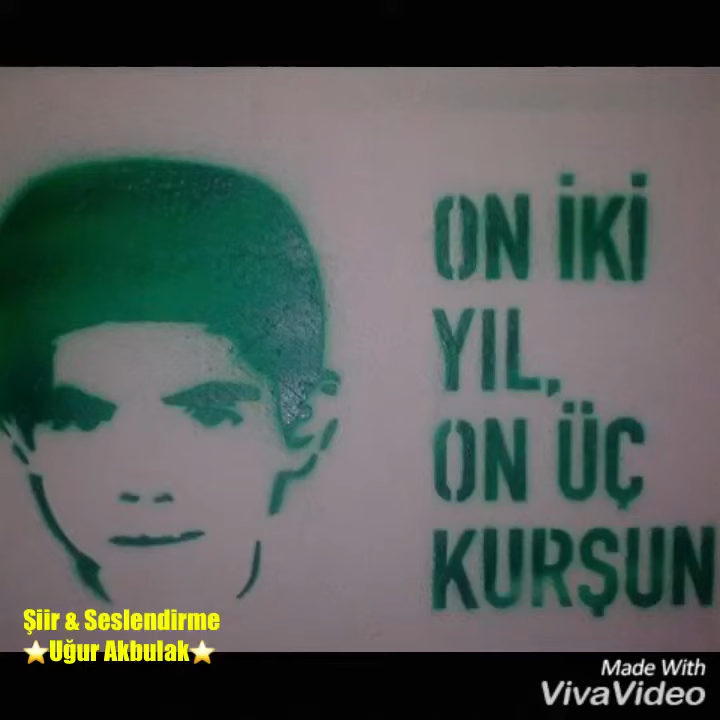 ON İKİ
YIL,
ON ÜÇ
KURŞUN
Şiir & Seslendirme
⭐Uğur Akbulak⭐
Made With
VivaVideo